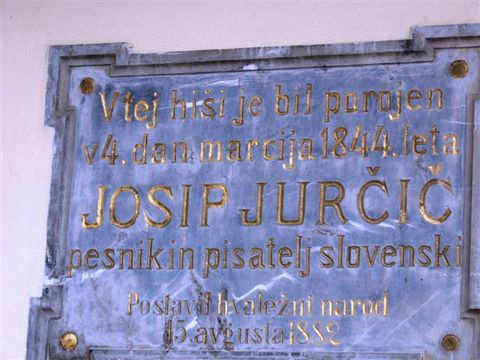 V tej hiši je bil porojen
v 4. dan marcija 1844. leta
JOSIP JURČIČ
pesnik in pisatelj slovenski
Postavil hvaležni narod
15. avgusta 1882